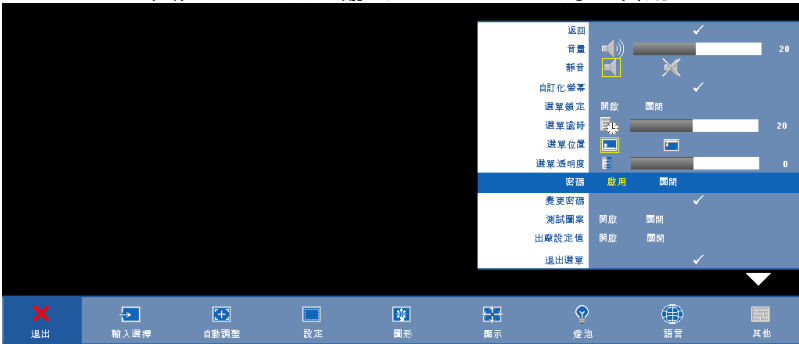 返回
音量 20
靜音
自訂化螢幕
選單鎖定 開啟 關閉
選單逾時 20
選單位置
選單透明度 0
密碼 啟用 關閉
變更密碼
測試圖案 開啟 關閉
出廠設定值 開啟 關閉
退出選單
退出 輸入選擇 自動調整 設定 圖形 顯示 燈泡 語言 其他